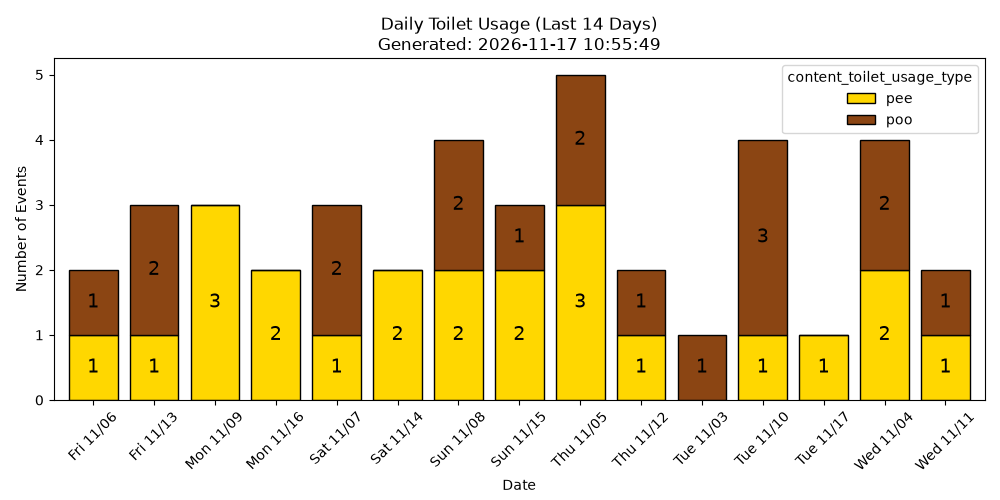 Daily Toilet Usage (Last 14 Days)
Generated: 2026-11-17 10:55:49
content_toilet_usage_type
pee
poo
Number of Events
5
4
3
2
1
0
1
1
2
1
3
2
2
1
2
2
2
1
2
2
3
1
1
1
3
1
1
2
2
1
1
Fri 11/06
Fri 11/13
Mon 11/09
Mon 11/16
Sat 11/07
Sat 11/14
Sun 11/08
Sun 11/15
Thu 11/05
Thu 11/12
Tue 11/03
Tue 11/10
Tue 11/17
Wed 11/04
Wed 11/11
Date